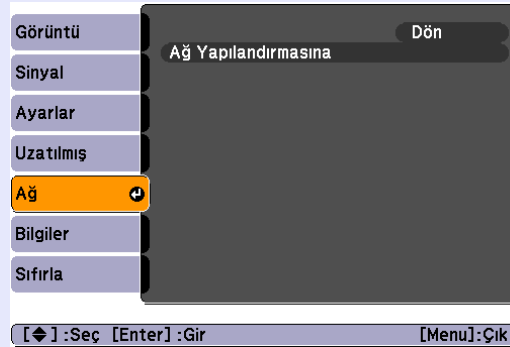 Görüntü
Sinyal
Ayarlar
Uzatılmış
Ağ
Bilgiler
Sıfırla
Dön
Ağ Yapılandırmasına
[◆]:Seç [Enter]:Gir [Menu]:Çık